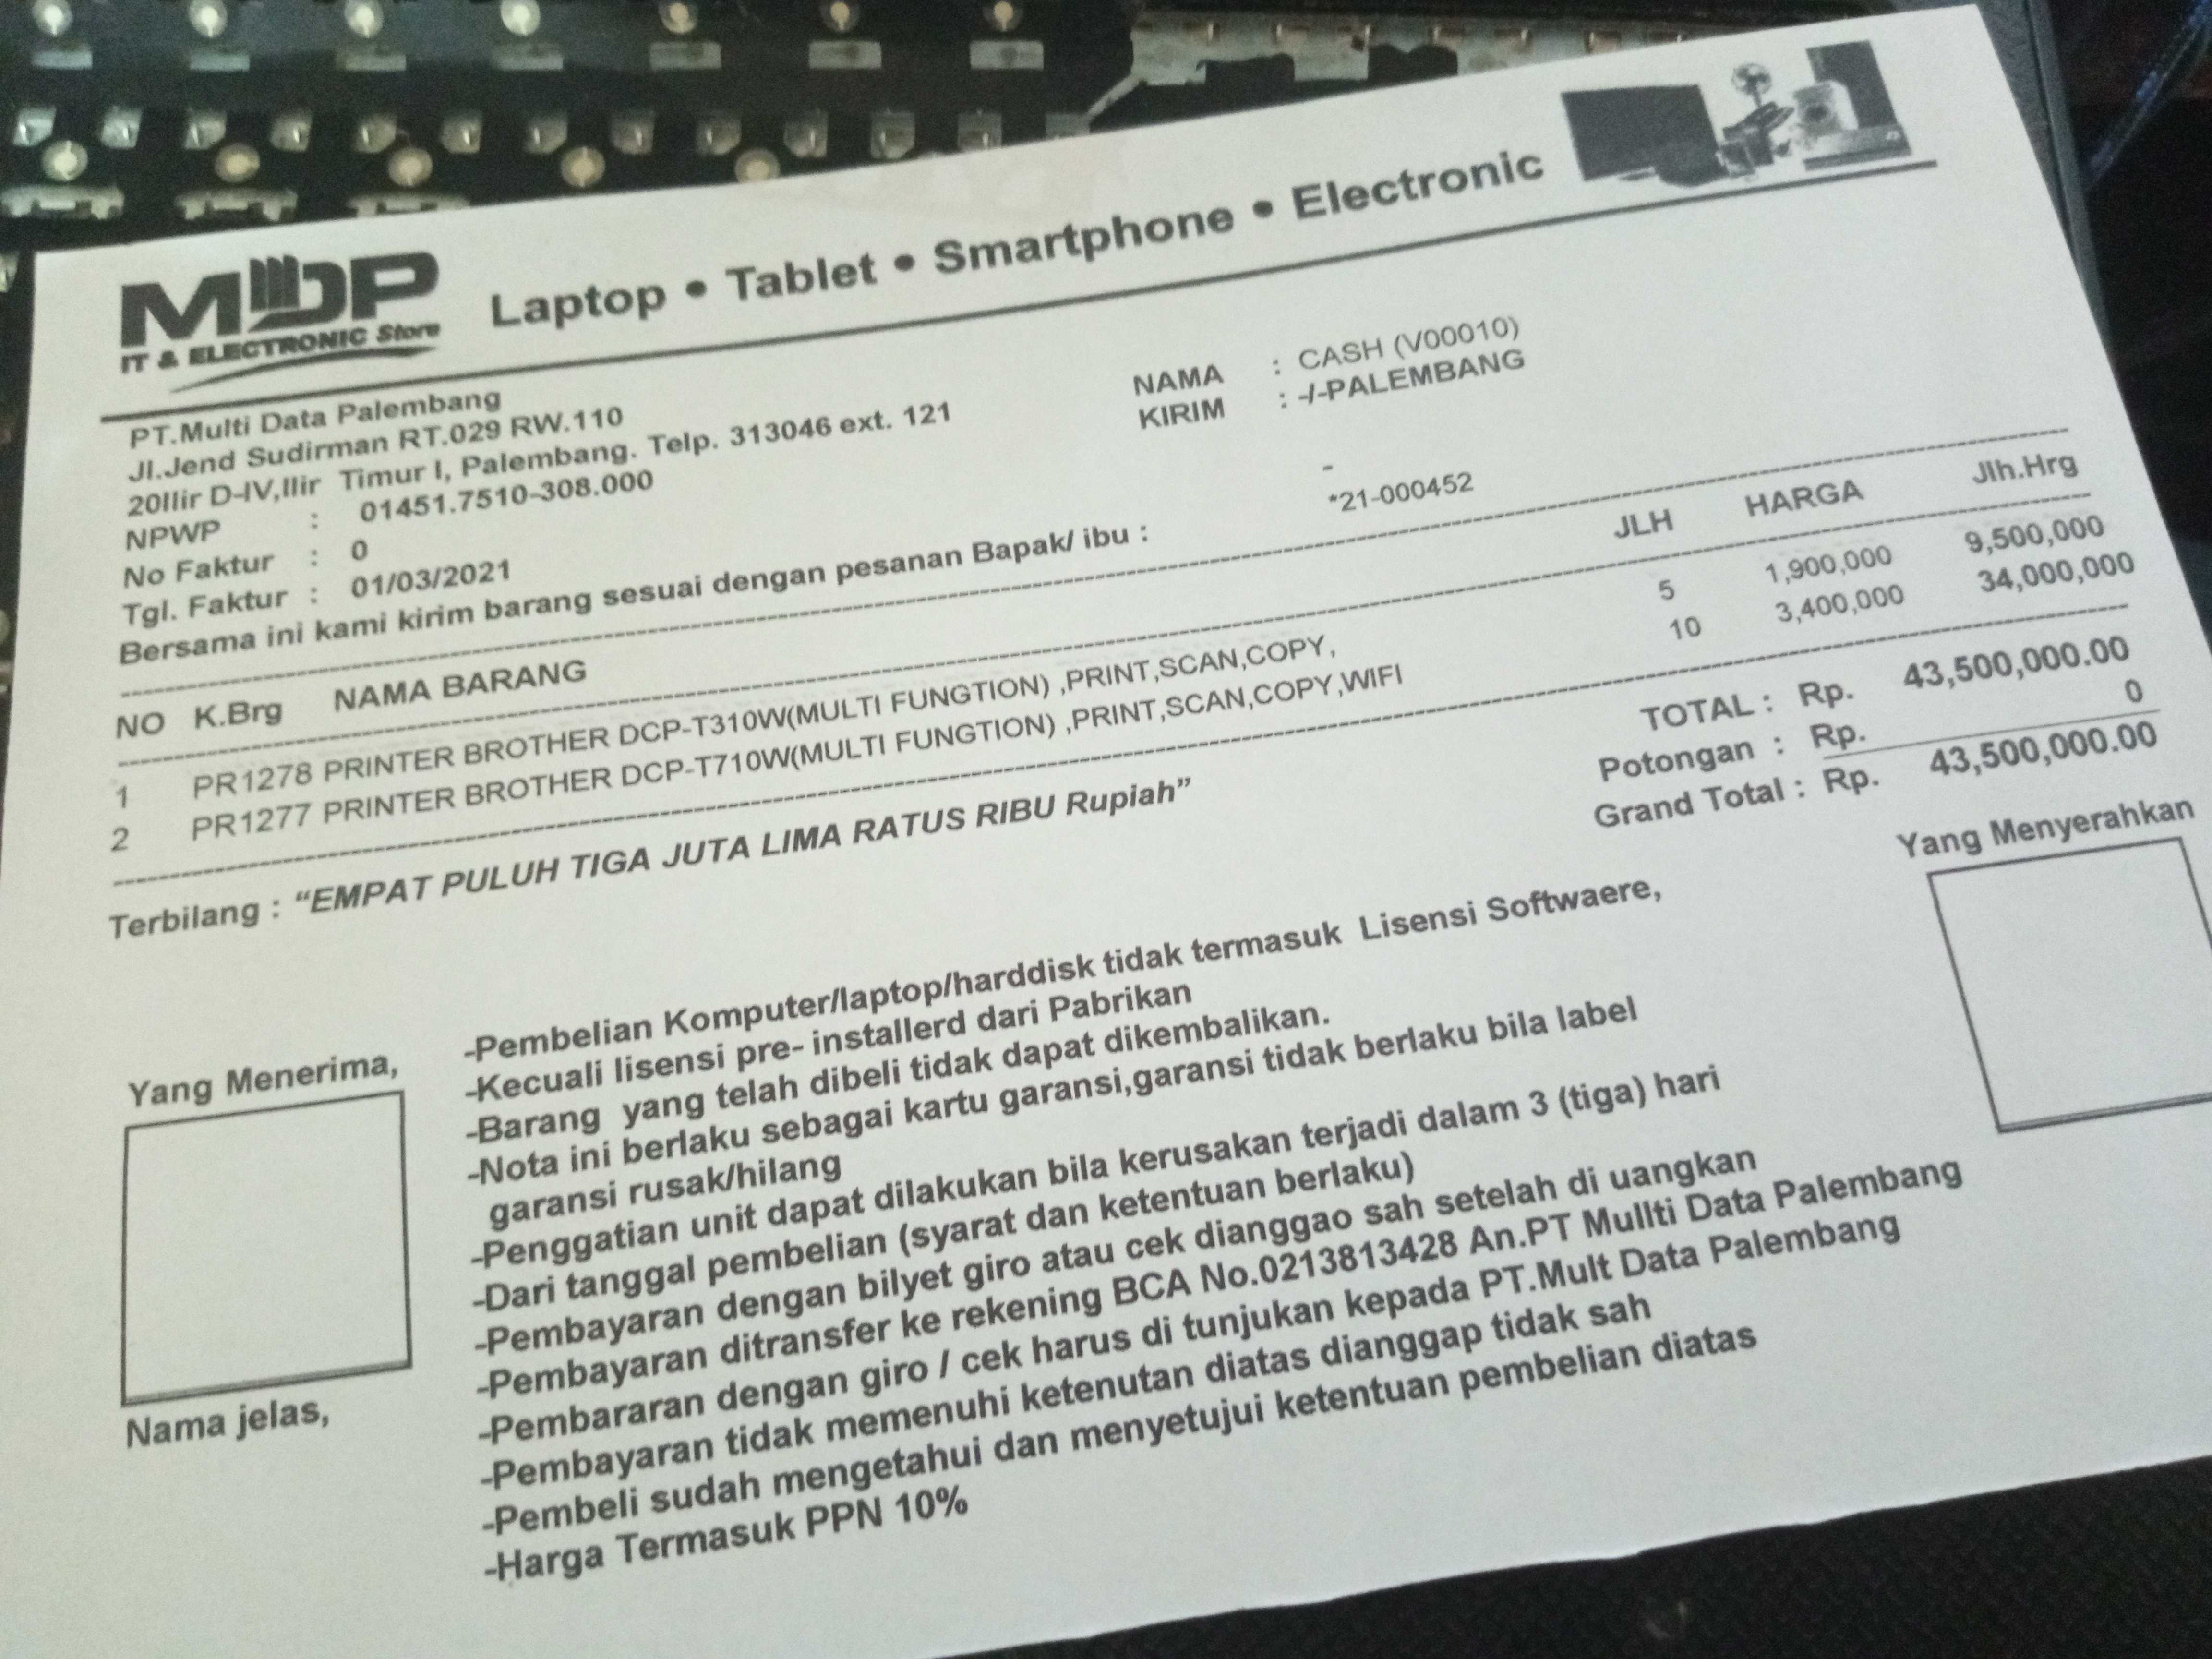 MDP
IT & ELECTRONIC Store
Laptop • Tablet • Smartphone • Electronic
PT.Multi Data Palembang
Jl.Jend Sudirman RT.029 RW.110
20Ilir D-IV,Ilir Timur I, Palembang. Telp. 313046 ext. 121
NPWP : 01451.7510-308.000
No Faktur : 0
Tgl. Faktur : 01/03/2021
NAMA : CASH (V00010)
KIRIM : -/-PALEMBANG
-
*21-000452
Bersama ini kami kirim barang sesuai dengan pesanan Bapak/ ibu :
NO K.Brg NAMA BARANG JLH HARGA Jlh.Hrg
1 PR1278 PRINTER BROTHER DCP-T310W(MULTI FUNGTION) ,PRINT,SCAN,COPY, 5 1,900,000 9,500,000
2 PR1277 PRINTER BROTHER DCP-T710W(MULTI FUNGTION) ,PRINT,SCAN,COPY,WIFI 10 3,400,000 34,000,000
TOTAL : Rp. 43,500,000.00
Potongan : Rp. 0
Grand Total : Rp. 43,500,000.00
Terbilang : “EMPAT PULUH TIGA JUTA LIMA RATUS RIBU Rupiah”
Yang Menyerahkan
Yang Menerima,
Nama jelas,
-Pembelian Komputer/laptop/harddisk tidak termasuk Lisensi Softwaere,
-Kecuali lisensi pre- installerd dari Pabrikan
-Barang yang telah dibeli tidak dapat dikembalikan.
-Nota ini berlaku sebagai kartu garansi,garansi tidak berlaku bila label
garansi rusak/hilang
-Penggatian unit dapat dilakukan bila kerusakan terjadi dalam 3 (tiga) hari
-Dari tanggal pembelian (syarat dan ketentuan berlaku)
-Pembayaran dengan bilyet giro atau cek dianggao sah setelah di uangkan
-Pembayaran ditransfer ke rekening BCA No.0213813428 An.PT Mullti Data Palembang
-Pembararan dengan giro / cek harus di tunjukan kepada PT.Mult Data Palembang
-Pembayaran tidak memenuhi ketenutan diatas dianggap tidak sah
-Pembeli sudah mengetahui dan menyetujui ketentuan pembelian diatas
-Harga Termasuk PPN 10%